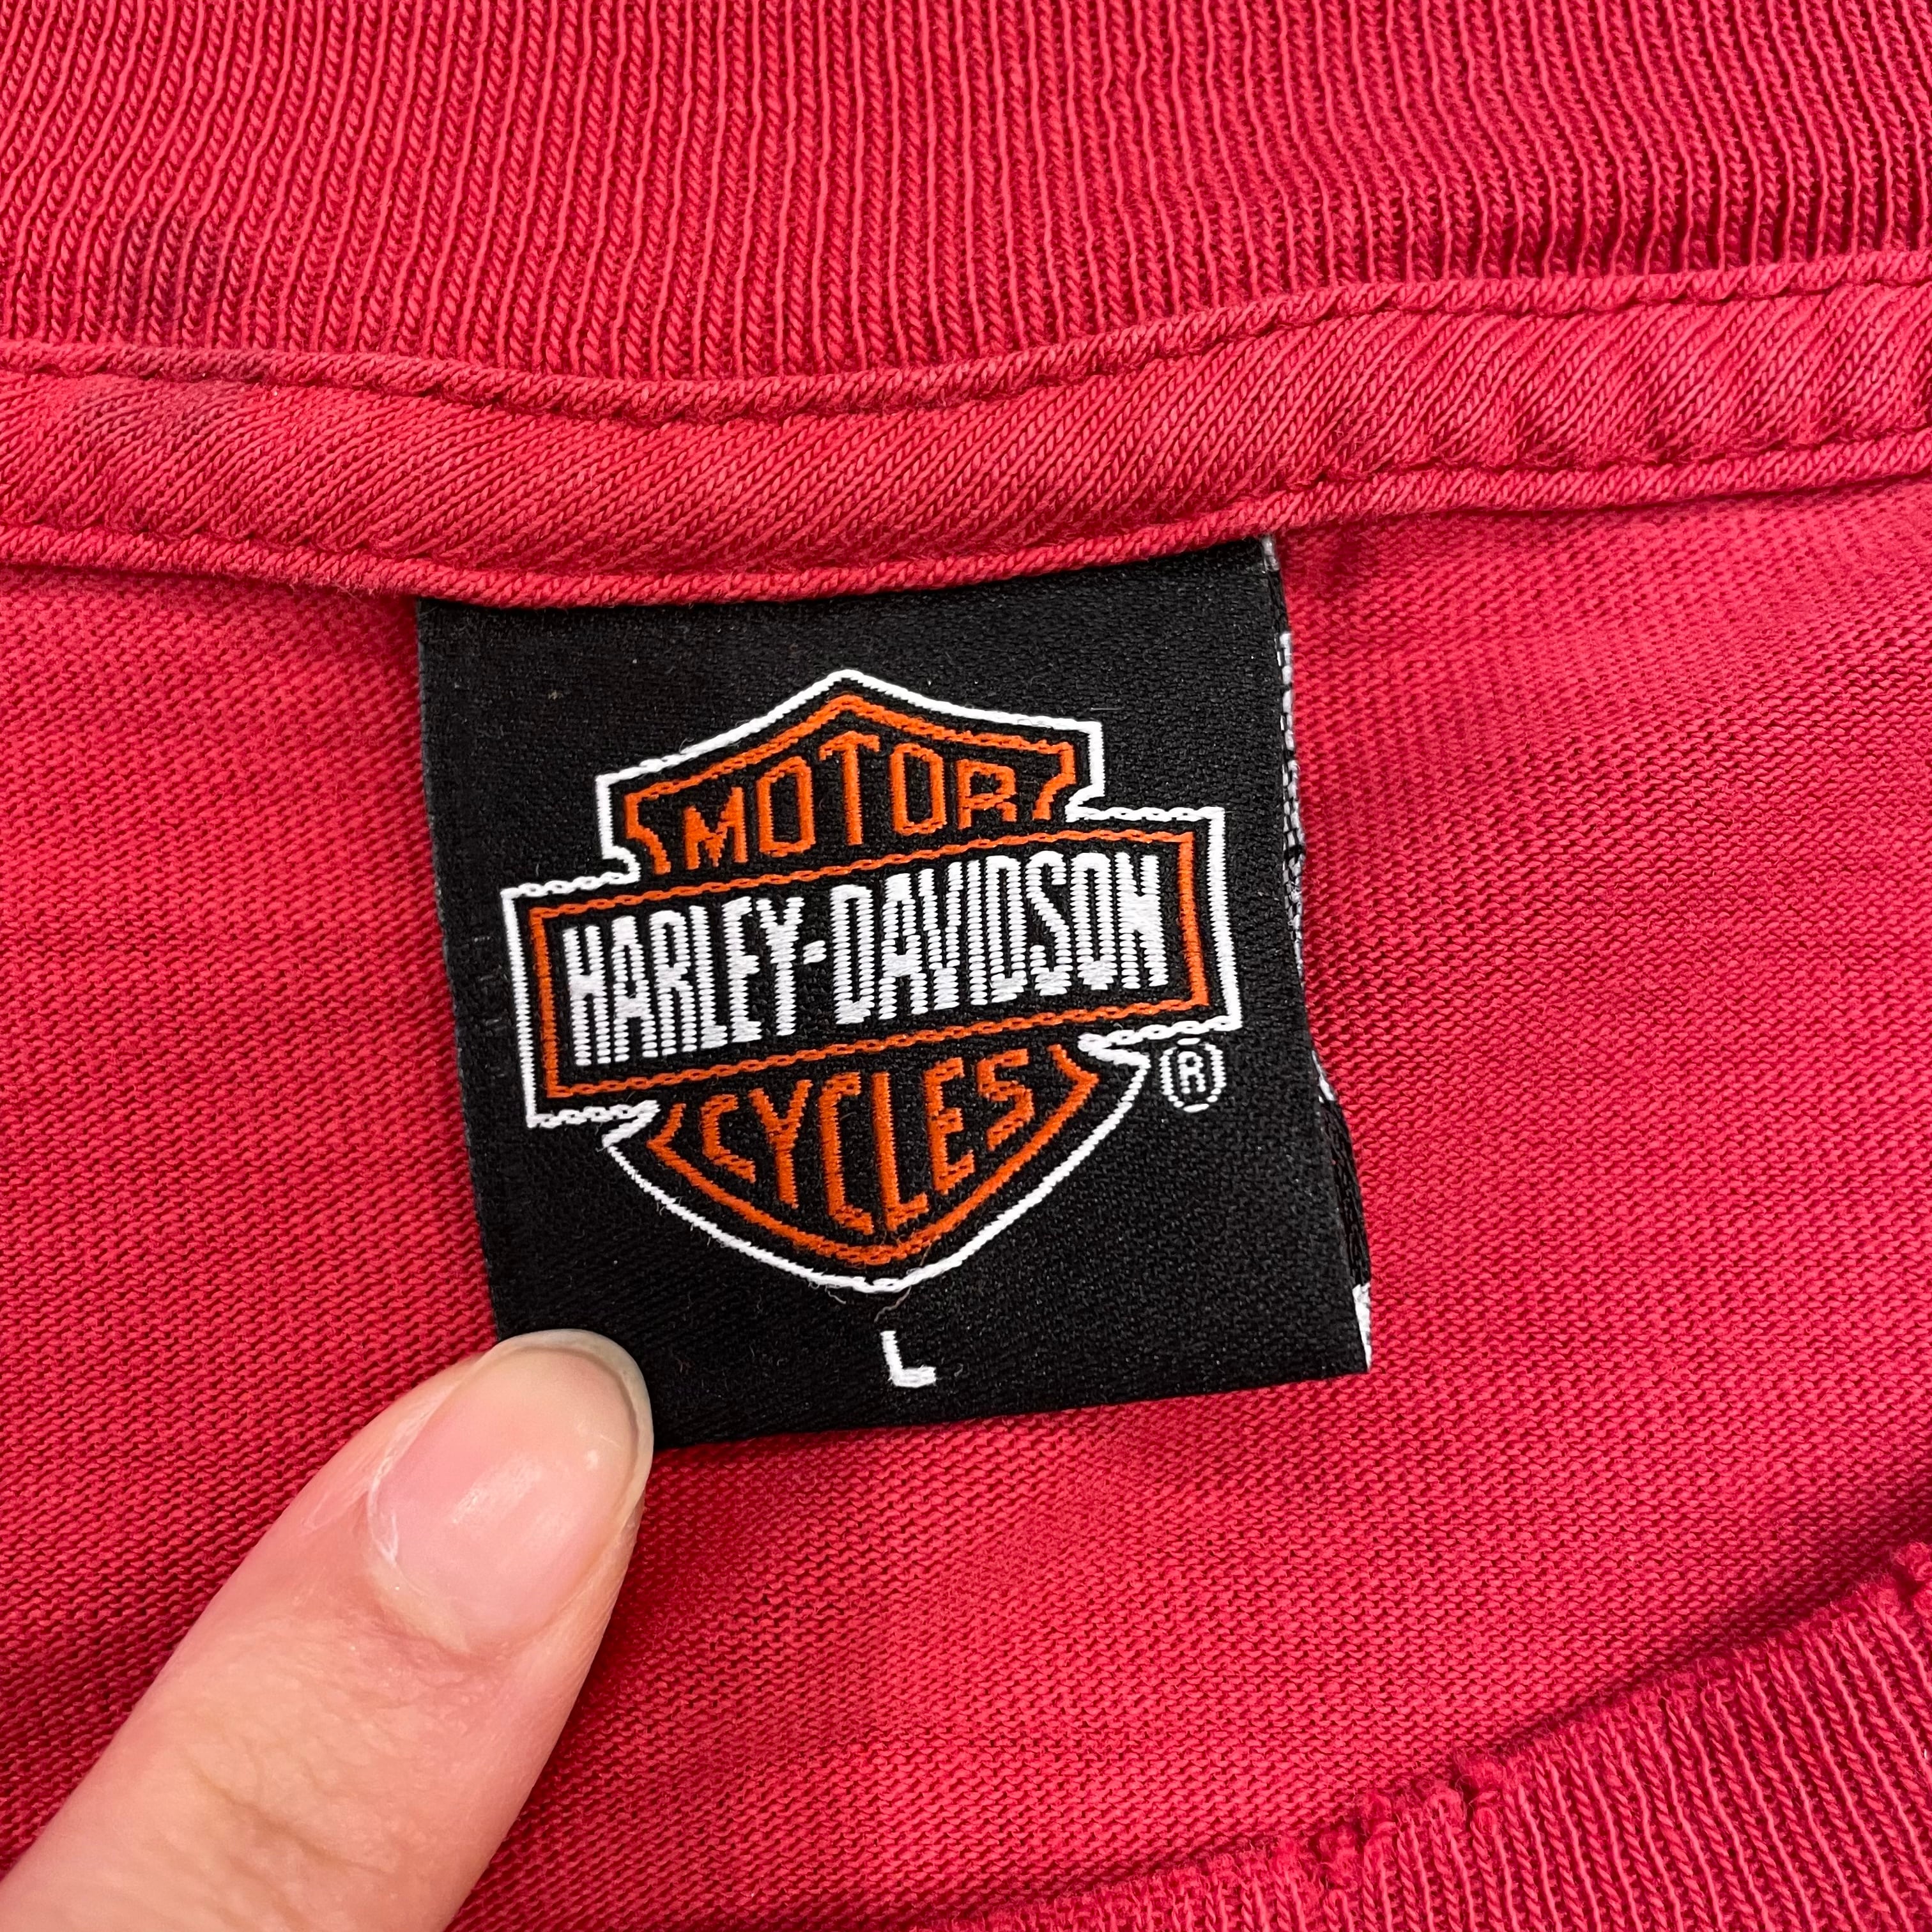 MOTOR
HARLEY-DAVIDSON
CYCLES
®
L